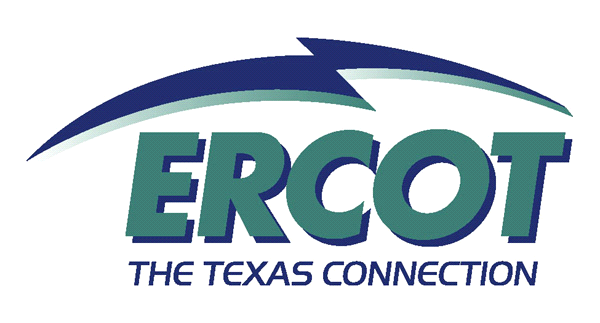 ERCOT
THE TEXAS CONNECTION